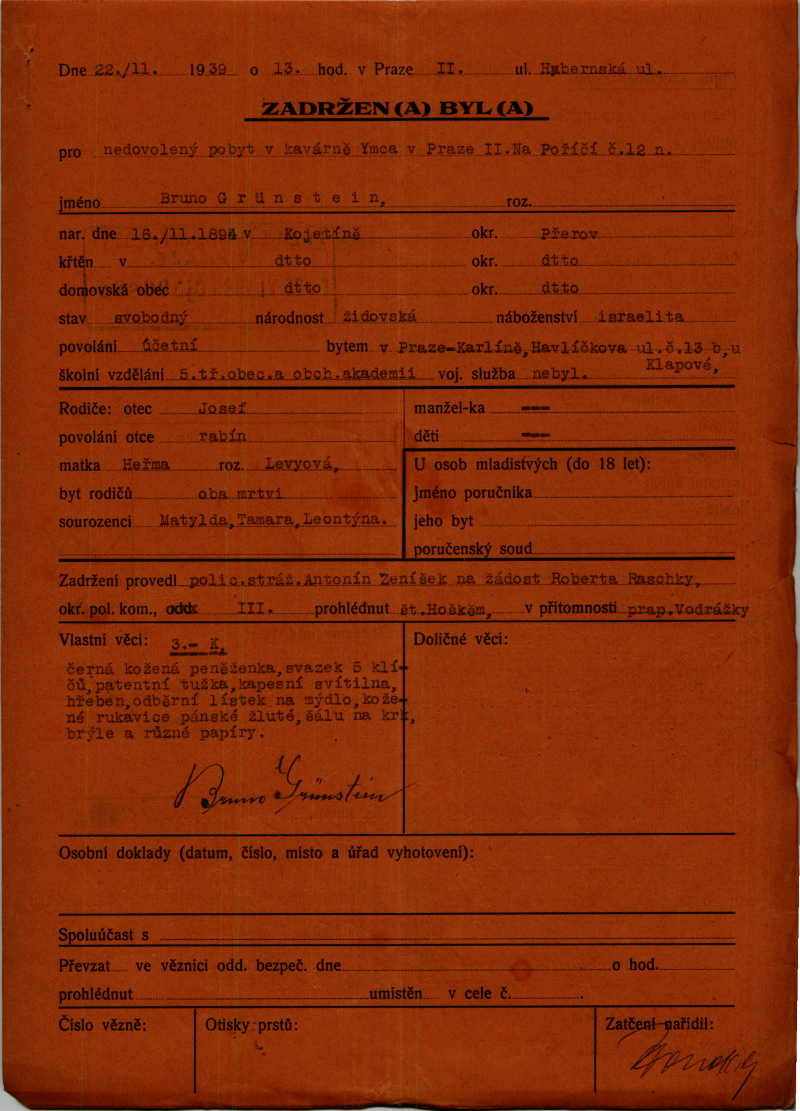 Dne 22./11. 1939 o 13. hod. v Praze II. ul. Hybernská ul.
ZADRŽEN(A) BYL(A)
pro nedovolený pobyt v kavárně Ymca v Praze II.Na Poříčí č.12 n.
jméno Bruno G r ü n s t e i n, roz.
nar. dne 16./11.1894 v Kojetíně okr. Přerov
křtěn v dtto okr. dtto
domovská obec dtto okr. dtto
stav svobodný národnost židovská náboženství israelita
povolání účetní bytem v Praze-Karlíně,Havlíčkova ul.č.13 b,u
Klapové,
školní vzdělání 5.tř.obec.a obch.akademii voj. služba nebyl.
Rodiče: otec Josef manžel-ka —
povolání otce rabín děti —
matka Heřma roz. Levyová, U osob mladistvých (do 18 let):
byt rodičů oba mrtvi jméno poručníka
sourozenci Matylda,Tamara,Leontýna. jeho byt
poručenský soud
Zadržení provedl polic.stráž.Antonín Zeníšek na žádost Roberta Raschky,
okr. pol. kom., III. prohlédnut št.Hoškém, v přítomnosti prap.Vodrážky
Vlastní věci: 3.- K, Doličné věci:
černá kožená peněženka,svazek 5 klí-
čů,patentní tužka,kapesní svítilna,
hřeben,odběrní lístek na mýdlo,kože-
né rukavice pánské žluté,šálu na krk,
brýle a různé papíry.
Bruno Grünstein
Osobní doklady (datum, číslo, místo a úřad vyhotovení):
Spoluúčast s
Převzat ve věznici odd. bezpeč. dne o hod.
prohlédnut umístěn v cele č.
Číslo vězně: Otisky prstů: Zatčení nařídil: